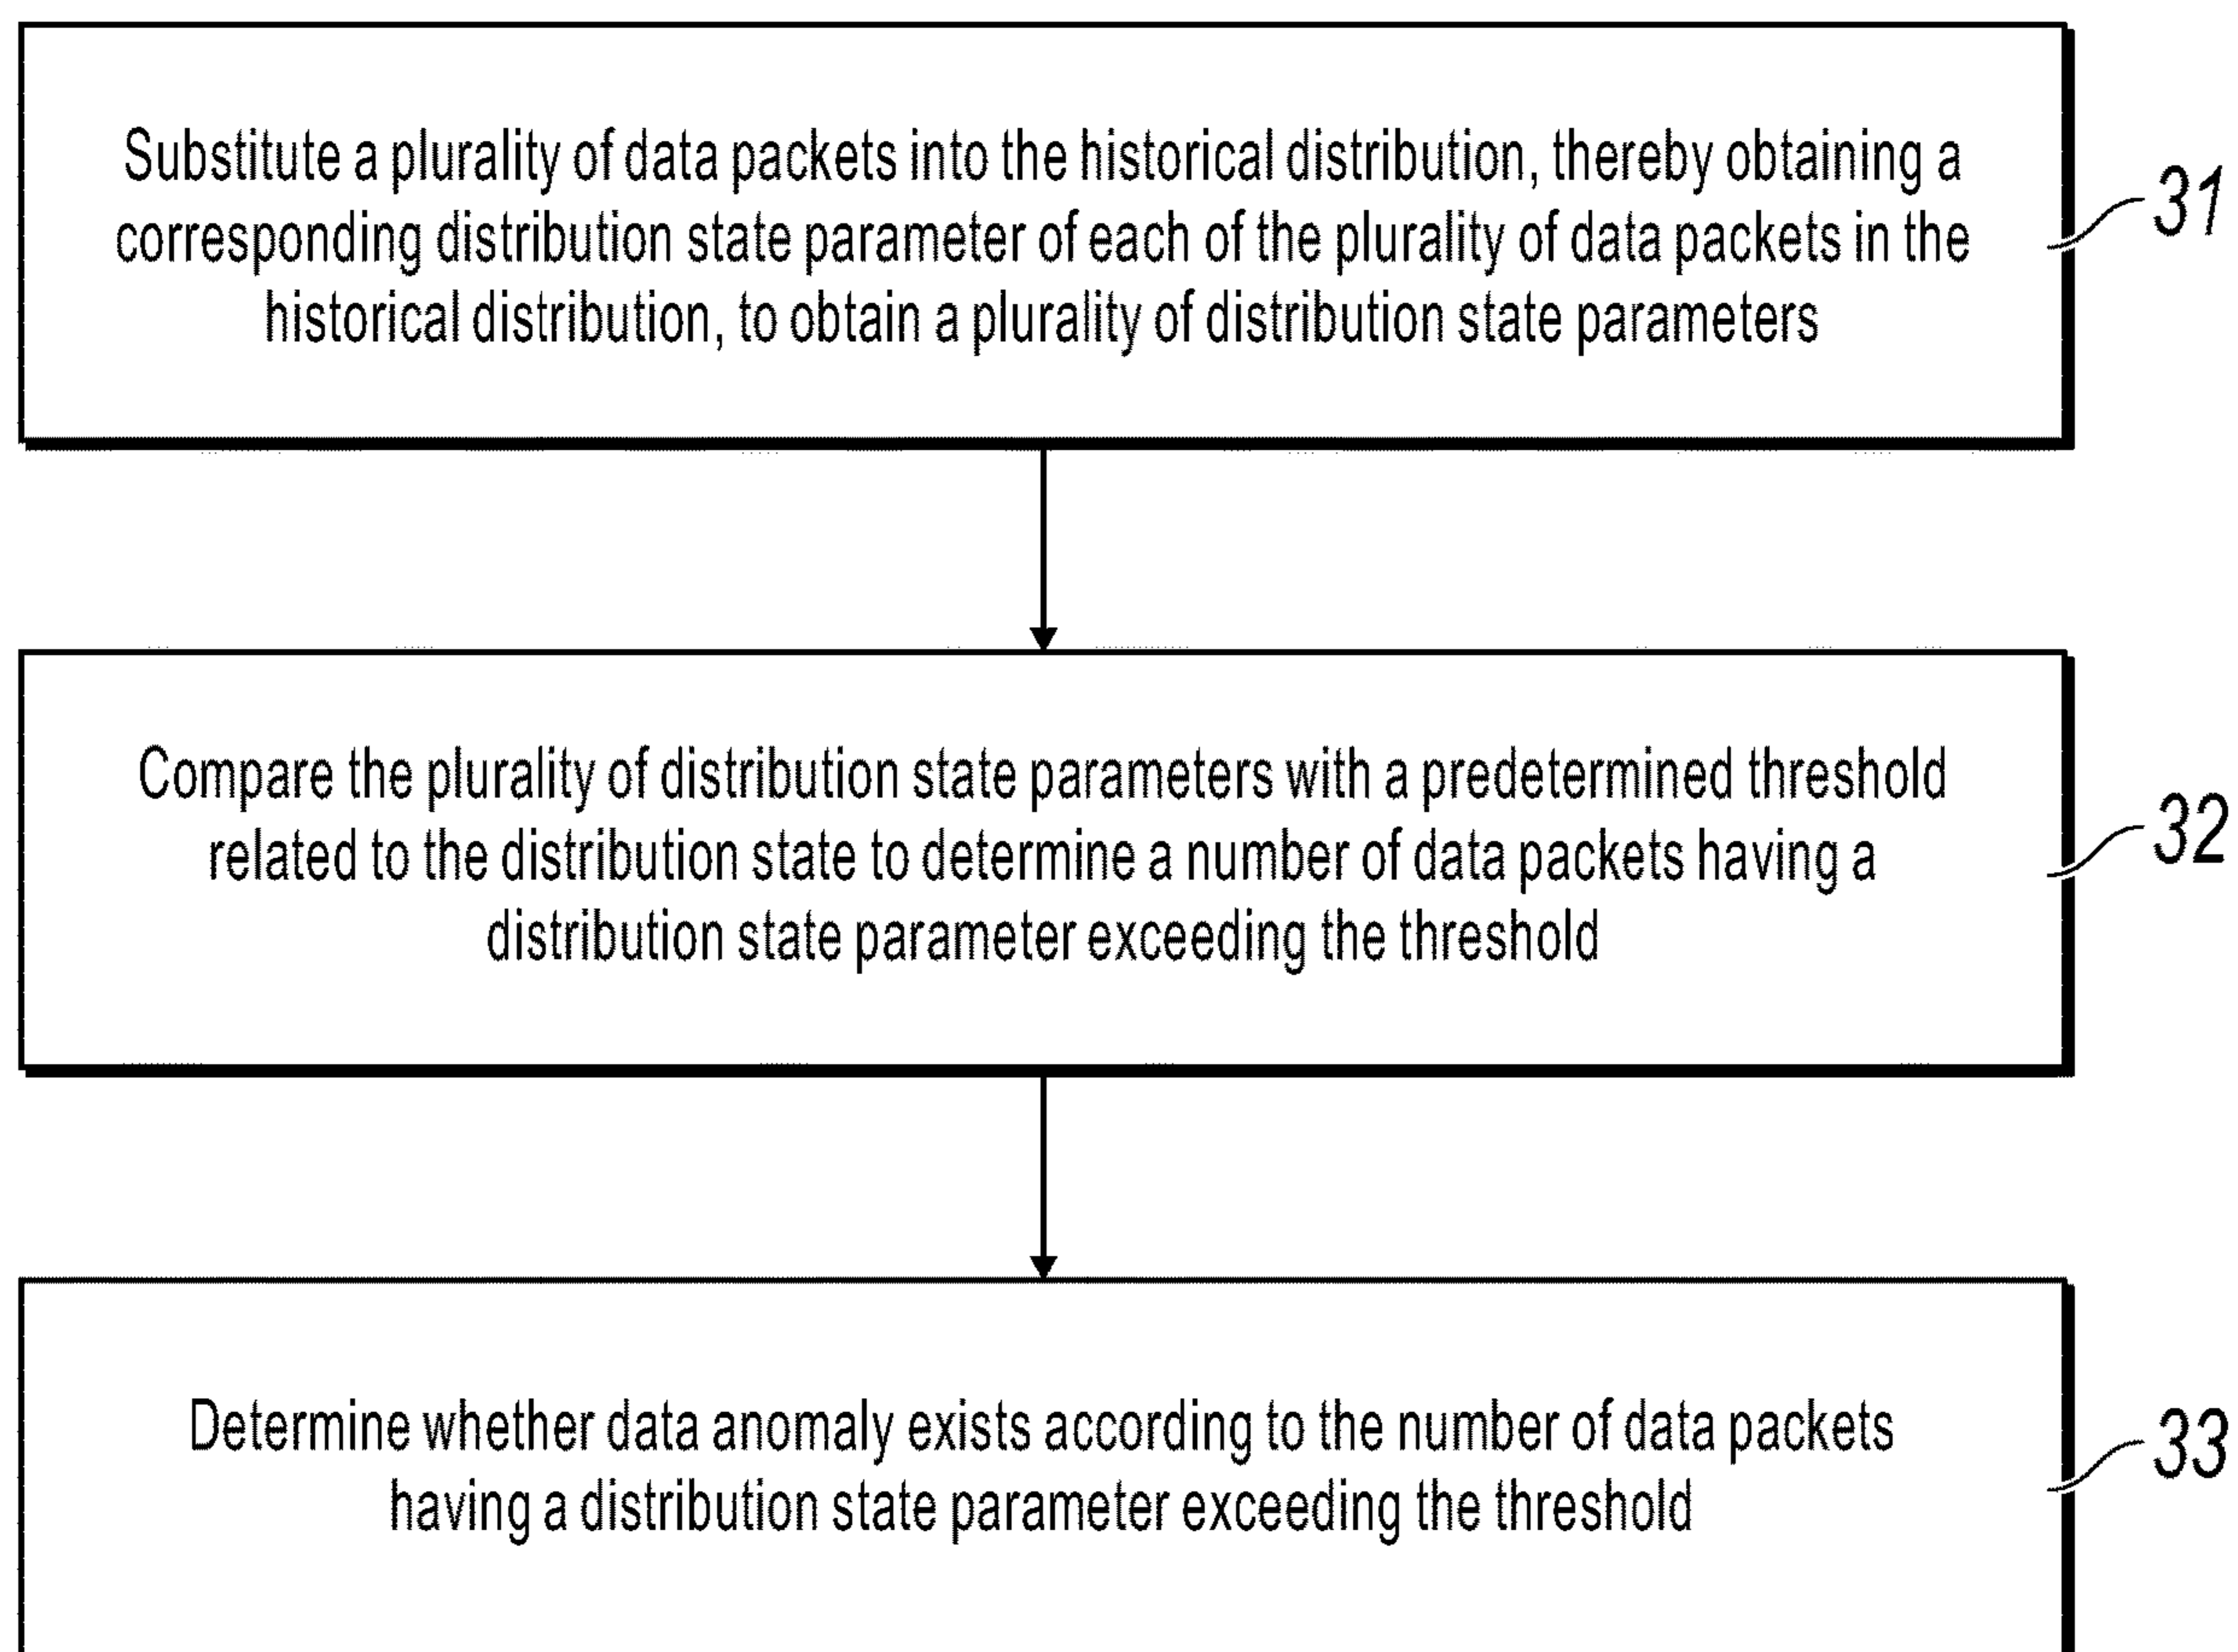 Substitute a plurality of data packets into the historical distribution, thereby obtaining a
corresponding distribution state parameter of each of the plurality of data packets in the
historical distribution, to obtain a plurality of distribution state parameters
31
Compare the plurality of distribution state parameters with a predetermined threshold
related to the distribution state to determine a number of data packets having a
distribution state parameter exceeding the threshold
32
Determine whether data anomaly exists according to the number of data packets
having a distribution state parameter exceeding the threshold
33